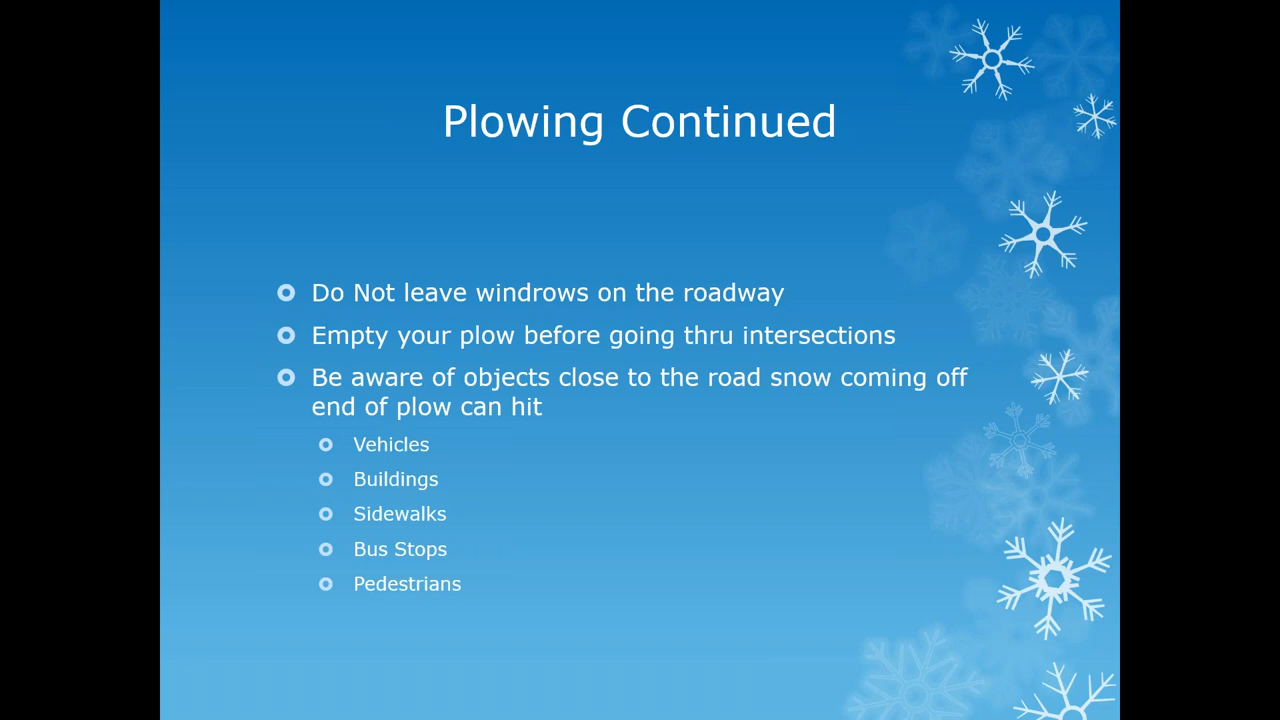 Plowing Continued
Do Not leave windrows on the roadway
Empty your plow before going thru intersections
Be aware of objects close to the road snow coming off
end of plow can hit
Vehicles
Buildings
Sidewalks
Bus Stops
Pedestrians